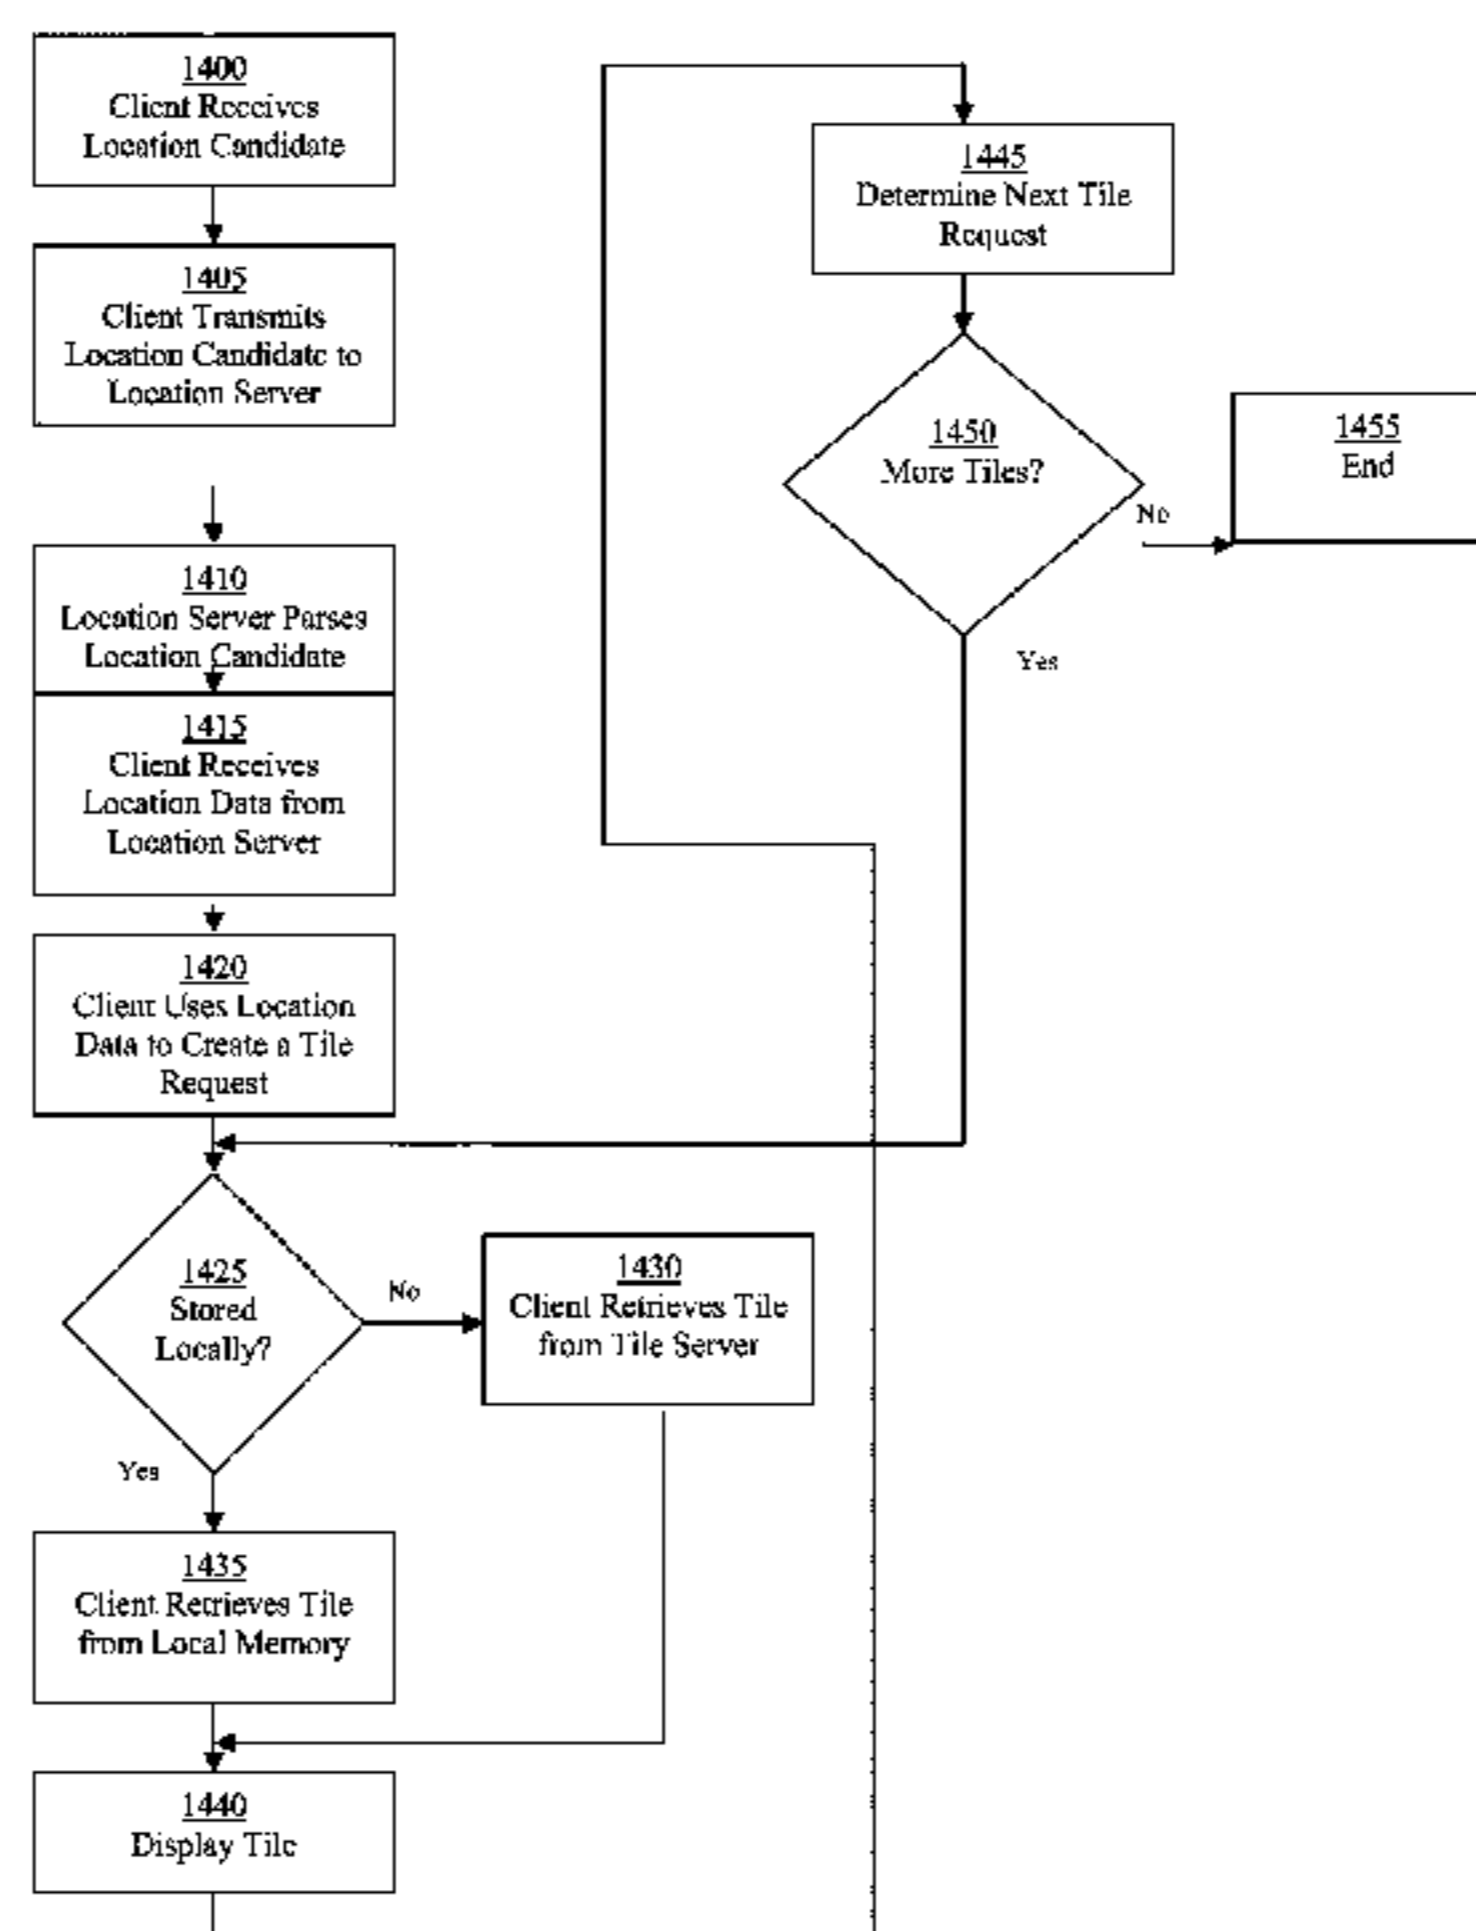 1400
Client Receives
Location Candidate
1405
Client Transmits
Location Candidate to
Location Server
1410
Location Server Parses
Location Candidate
1415
Client Receives
Location Data from
Location Server
1420
Client Uses Location
Data to Create a Tile
Request
1425
Stored
Locally?
No
Yes
1430
Client Retrieves Tile
from Tile Server
1435
Client Retrieves Tile
from Local Memory
1440
Display Tile
1445
Determine Next Tile
Request
1450
More Tiles?
No
Yes
1455
End